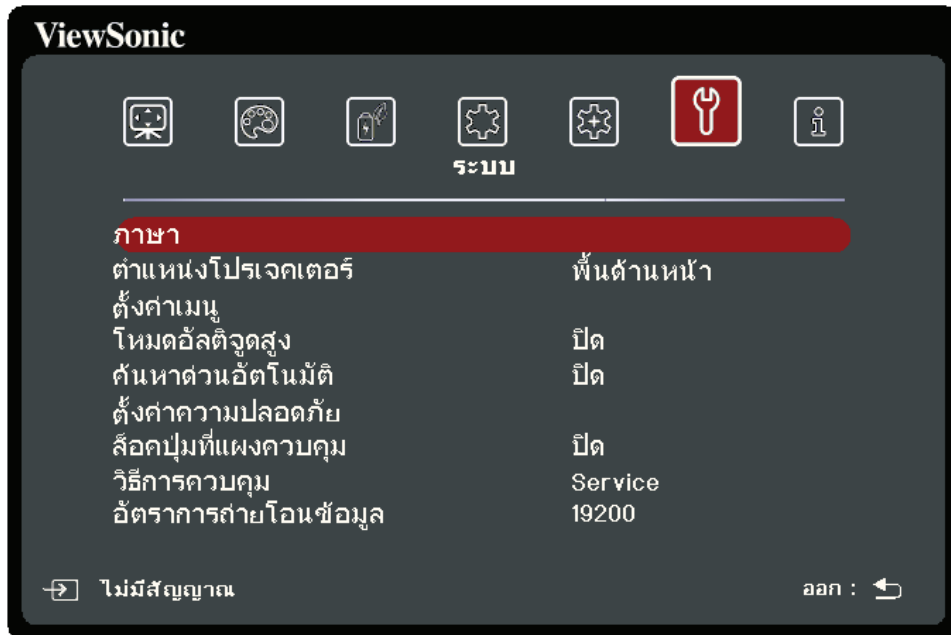 ViewSonic
ระบบ
ภาษา
ตำแหน่งโปรเจคเตอร์ พื้นด้านหน้า
ตั้งค่าเมนู
โหมดอัลติจูดสูง ปิด
ค้นหาด่วนอัตโนมัติ ปิด
ตั้งค่าความปลอดภัย
ล็อคปุ่มที่แผงควบคุม ปิด
วิธีการควบคุม Service
อัตราการถ่ายโอนข้อมูล 19200
ไม่มีสัญญาณ ออก :